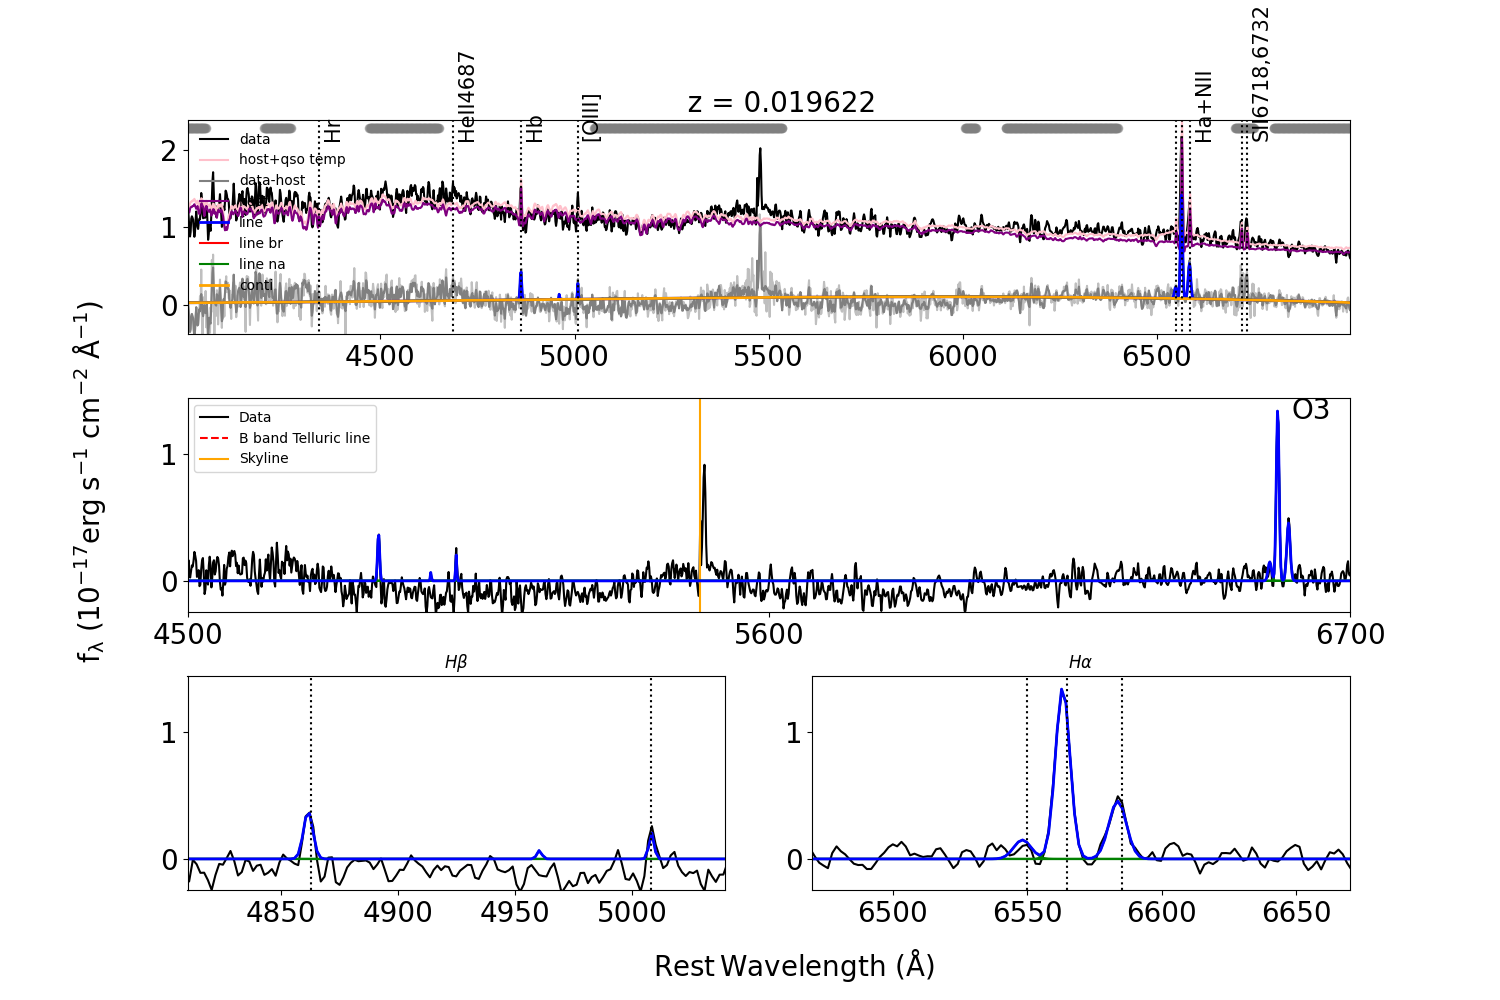 z = 0.019622
Hr
HeII4687
Hb
[OIII]
Ha+NII
SII6718,6732
data
host+qso temp
data-host
line
line br
line na
conti
2
1
0
4500
5000
5500
6000
6500
fλ (10⁻¹⁷erg s⁻¹ cm⁻² Å⁻¹)
Data
B band Telluric line
Skyline
O3
1
0
4500
5600
6700
Hβ
1
0
4850
4900
4950
5000
Hα
1
0
6500
6550
6600
6650
Rest Wavelength (Å)